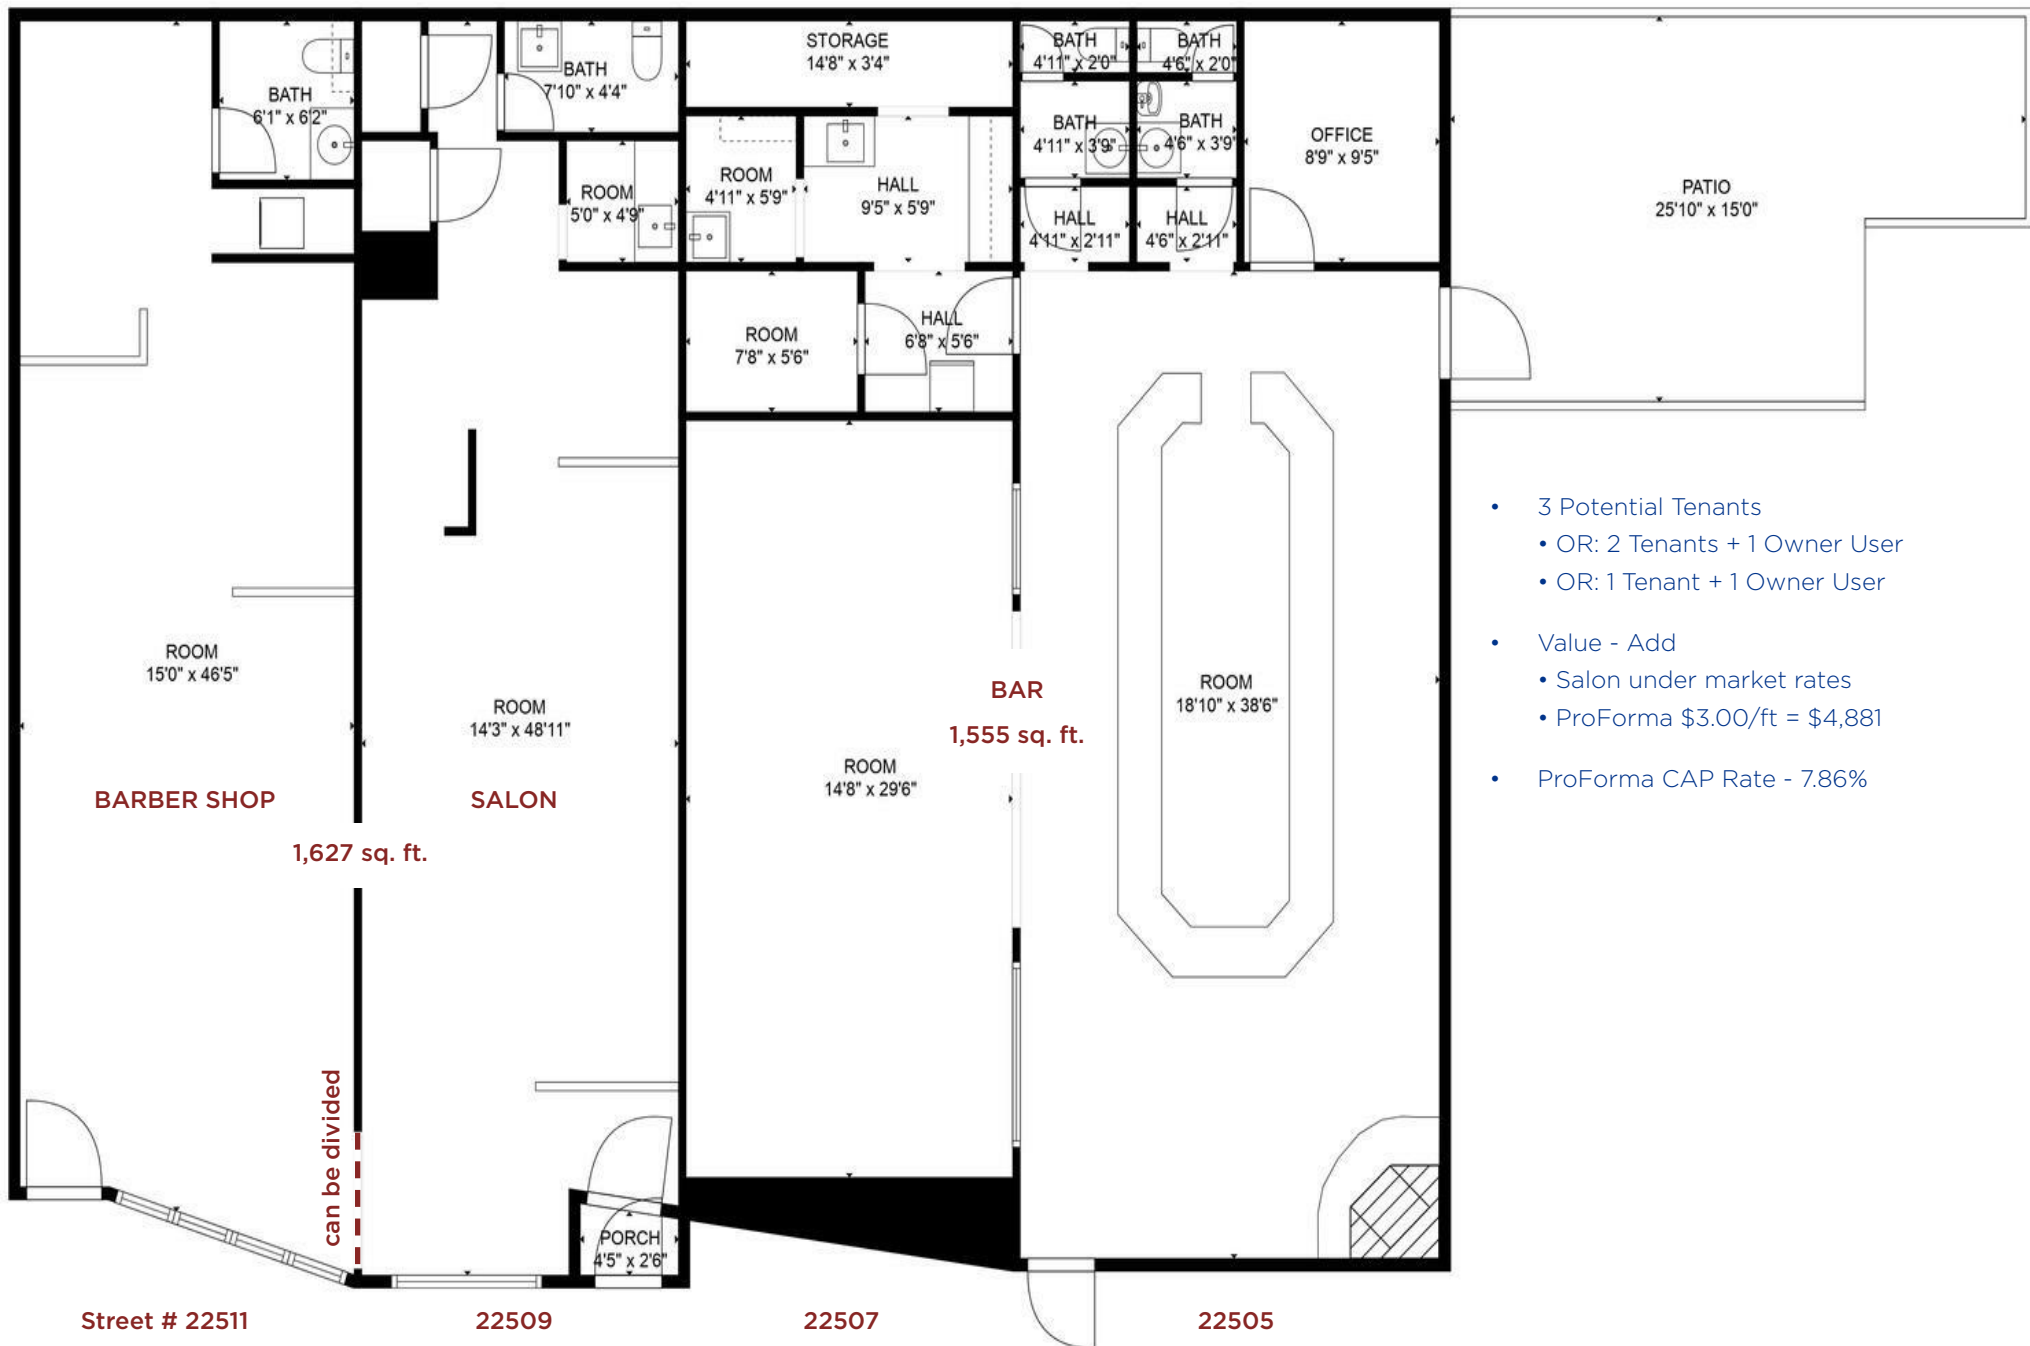 STORAGE
14'8" x 3'4"
BATH
4'11" x 2'0"
BATH
4'6" x 2'0"
BATH
7'10" x 4'4"
BATH
6'1" x 6'2"
BATH
4'11" x 3'9"
BATH
4'6" x 3'9"
OFFICE
8'9" x 9'5"
ROOM
5'0" x 4'9"
ROOM
4'11" x 5'9"
HALL
9'5" x 5'9"
PATIO
25'10" x 15'0"
HALL
4'11" x 2'11"
HALL
4'6" x 2'11"
ROOM
7'8" x 5'6"
HALL
6'8" x 5'6"
• 3 Potential Tenants
• OR: 2 Tenants + 1 Owner User
• OR: 1 Tenant + 1 Owner User
• Value - Add
• Salon under market rates
• ProForma $3.00/ft = $4,881
• ProForma CAP Rate - 7.86%
ROOM
15'0" x 46'5"
ROOM
14'3" x 48'11"
BAR
1,555 sq. ft.
ROOM
18'10" x 38'6"
ROOM
14'8" x 29'6"
BARBER SHOP
SALON
1,627 sq. ft.
can be divided
PORCH
4'5" x 2'6"
Street # 22511
22509
22507
22505